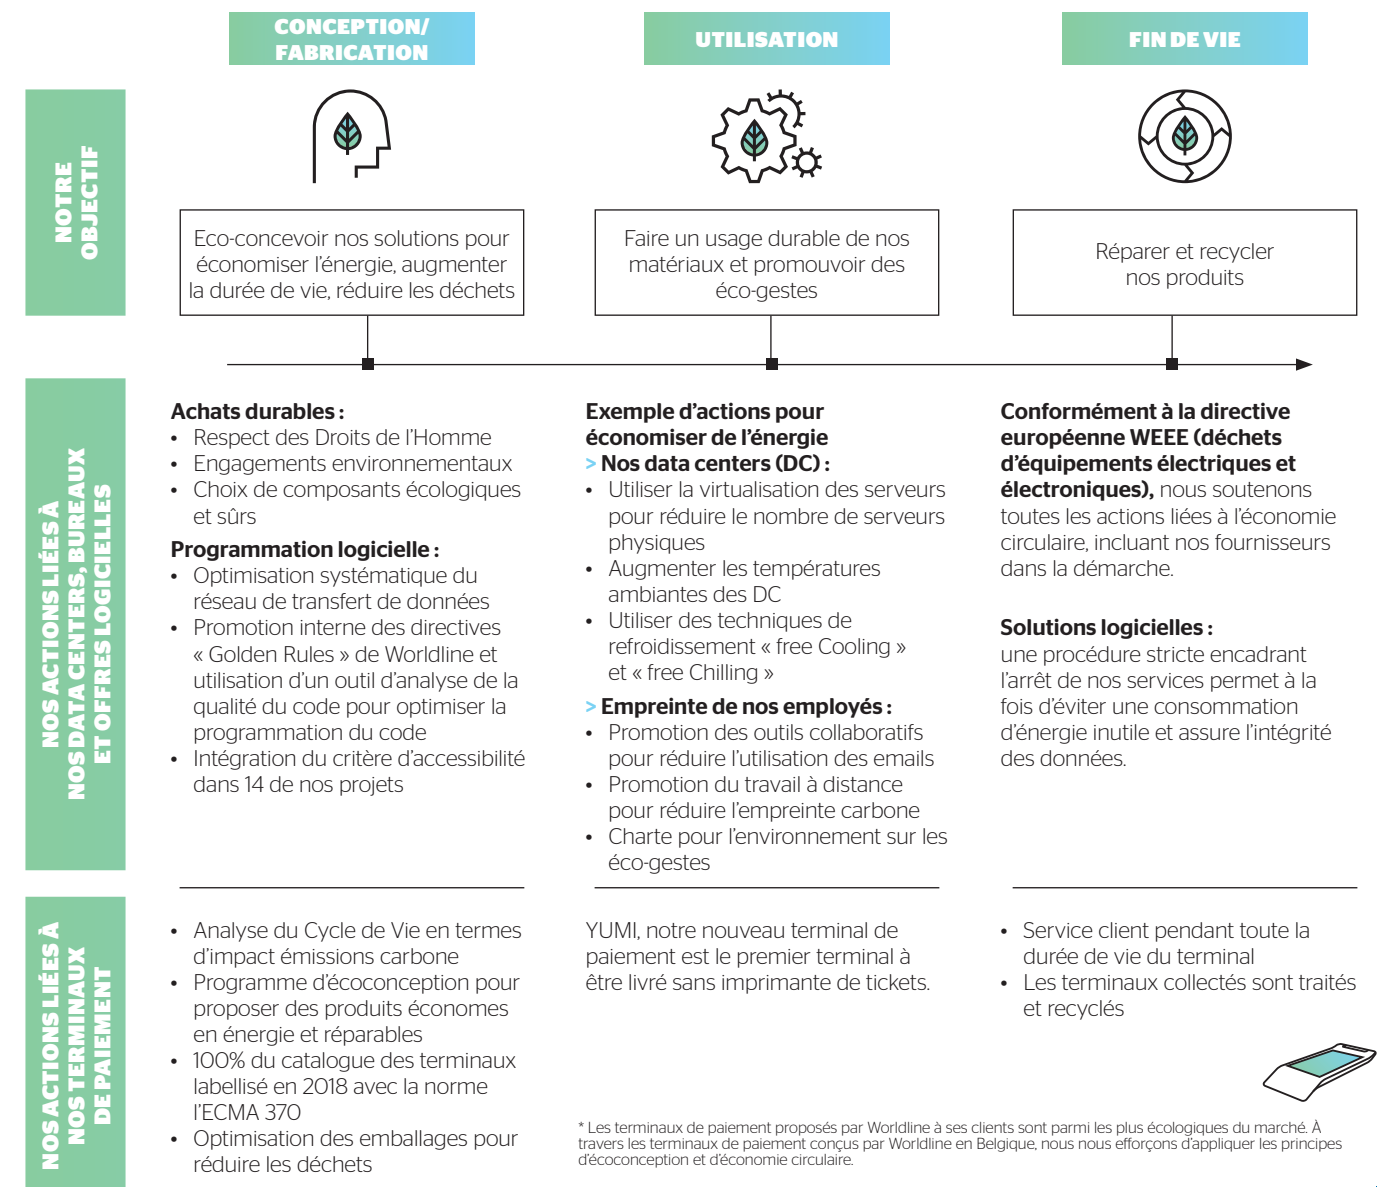 CONCEPTION/
FABRICATION
UTILISATION
FIN DE VIE
NOTRE
OBJECTIF
Eco-concevoir nos solutions pour
économiser l’énergie, augmenter
la durée de vie, réduire les déchets
Faire un usage durable de nos
matériaux et promouvoir des
éco-gestes
Réparer et recycler
nos produits
NOS ACTIONS LIÉES À
NOS DATA CENTERS, BUREAUX
ET OFFRES LOGICIELLES
Achats durables :
• Respect des Droits de l’Homme
• Engagements environnementaux
• Choix de composants écologiques
et sûrs
Programmation logicielle :
• Optimisation systématique du
réseau de transfert de données
• Promotion interne des directives
« Golden Rules » de Worldline et
utilisation d’un outil d’analyse de la
qualité du code pour optimiser la
programmation du code
• Intégration du critère d’accessibilité
dans 14 de nos projets
Exemple d’actions pour
économiser de l’énergie
> Nos data centers (DC) :
• Utiliser la virtualisation des serveurs
pour réduire le nombre de serveurs
physiques
• Augmenter les températures
ambiantes des DC
• Utiliser des techniques de
refroidissement « free Cooling »
et « free Chilling »
> Empreinte de nos employés :
• Promotion des outils collaboratifs
pour réduire l’utilisation des emails
• Promotion du travail à distance
pour réduire l’empreinte carbone
• Charte pour l’environnement sur les
éco-gestes
Conformément à la directive
européenne WEEE (déchets
d’équipements électriques et
électroniques), nous soutenons
toutes les actions liées à l’économie
circulaire, incluant nos fournisseurs
dans la démarche.
Solutions logicielles :
une procédure stricte encadrant
l’arrêt de nos services permet à la
fois d’éviter une consommation
d’énergie inutile et assure l’intégrité
des données.
NOS ACTIONS LIÉES À
NOS TERMINAUX
DE PAIEMENT
• Analyse du Cycle de Vie en termes
d’impact émissions carbone
• Programme d’écoconception pour
proposer des produits économes
en énergie et réparables
• 100% du catalogue des terminaux
labellisé en 2018 avec la norme
l’ECMA 370
• Optimisation des emballages pour
réduire les déchets
YUMI, notre nouveau terminal de
paiement est le premier terminal à
être livré sans imprimante de tickets.
• Service client pendant toute la
durée de vie du terminal
• Les terminaux collectés sont traités
et recyclés
* Les terminaux de paiement proposés par Worldline à ses clients sont parmi les plus écologiques du marché. À
travers les terminaux de paiement conçus par Worldline en Belgique, nous nous efforçons d’appliquer les principes
d’écoconception et d’économie circulaire.